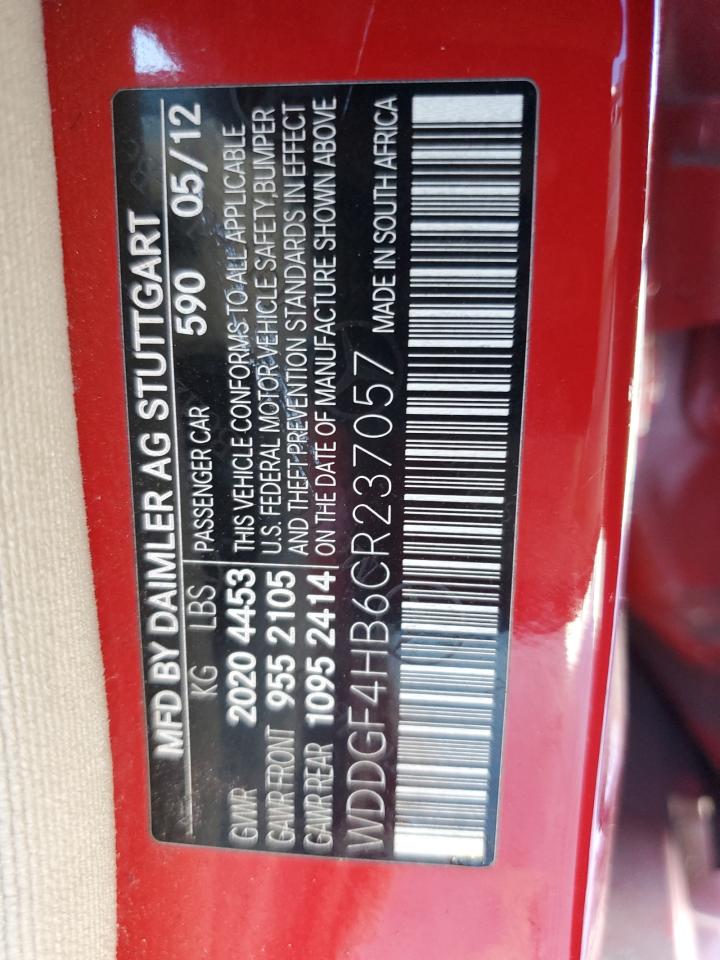 MFD BY DAIMLER AG STUTTGART
KG LBS PASSENGER CAR 590 05/12
GVWR 2020 4453 THIS VEHICLE CONFORMS TO ALL APPLICABLE
GAWR FRONT 955 2105 U.S. FEDERAL MOTOR VEHICLE SAFETY,BUMPER
GAWR REAR 1095 2414 AND THEFT PREVENTION STANDARDS IN EFFECT
ON THE DATE OF MANUFACTURE SHOWN ABOVE
WDDGF4HB6CR237057 MADE IN SOUTH AFRICA